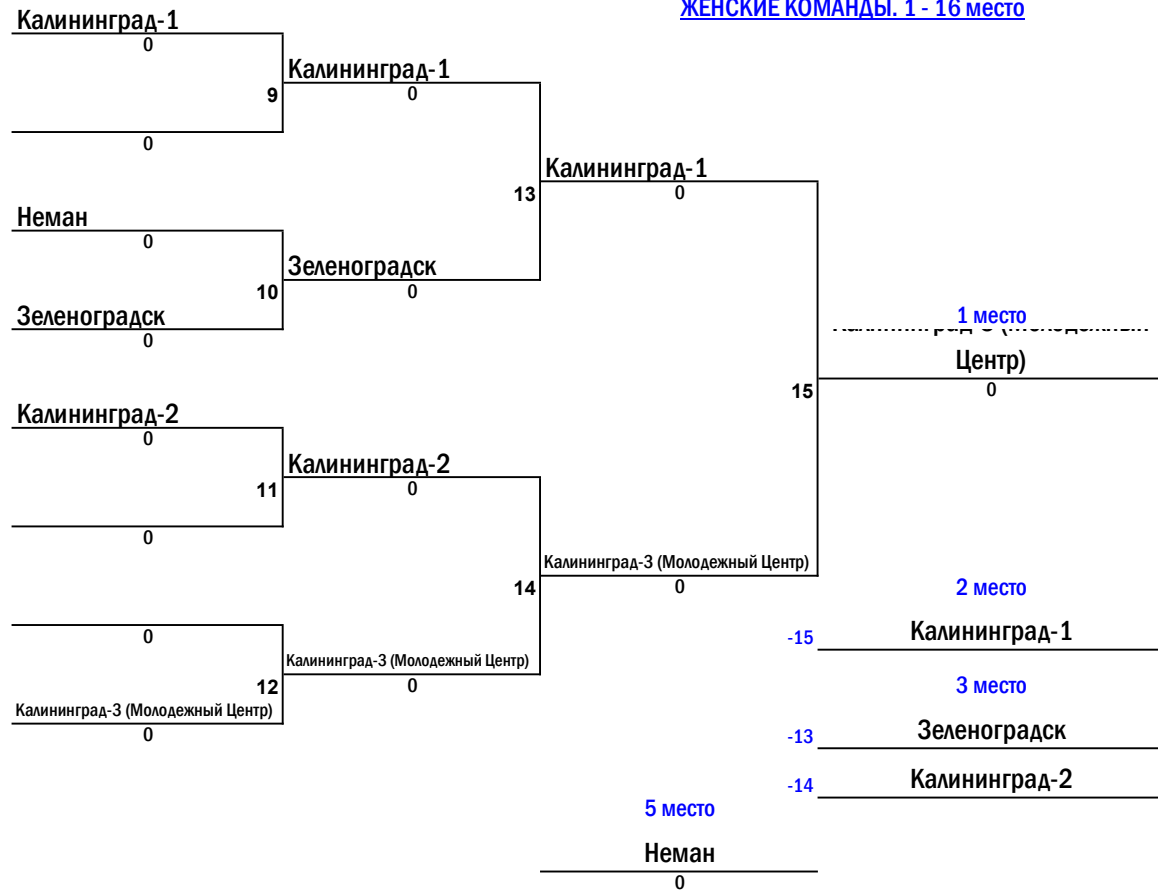 ЖЕНСКИЕ КОМАНДЫ. 1 - 16 место
Калининград-1
0
Калининград-1
9
0
0
Калининград-1
13
0
Неман
0
Зеленоградск
10
0
Зеленоградск
0
1 место
Центр)
15
0
Калининград-2
0
Калининград-2
11
0
0
Калининград-3 (Молодежный Центр)
14
0
2 место
0
-15
Калининград-1
Калининград-3 (Молодежный Центр)
12
0
3 место
Калининград-3 (Молодежный Центр)
0
-13
Зеленоградск
-14
Калининград-2
5 место
Неман
0